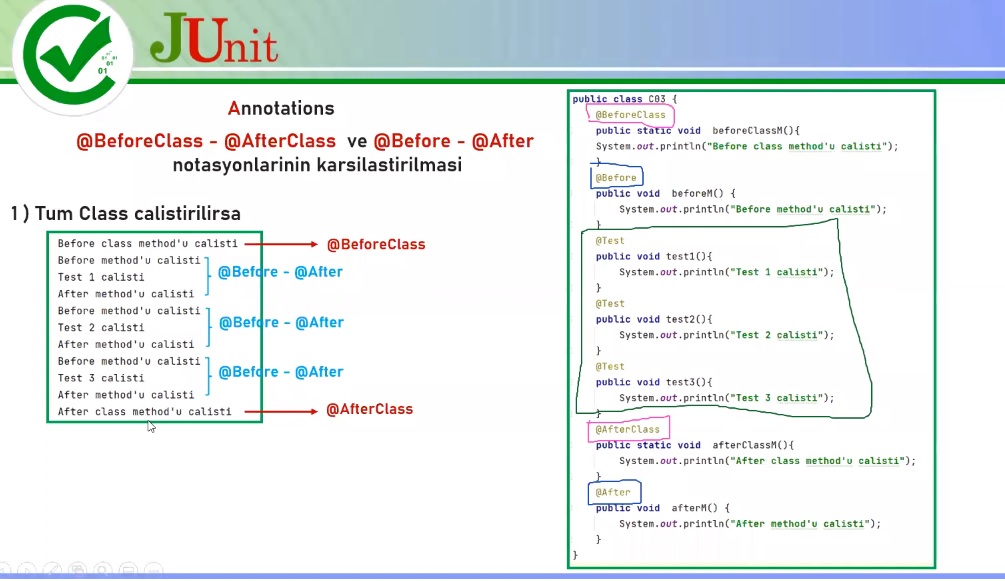 JUnit
Annotations
@BeforeClass - @AfterClass ve @Before - @After
notasyonlarinin karsilastirilmasi
1 ) Tum Class calistirilirsa
Before class method'u calisti
@BeforeClass
Before method'u calisti
Test 1 calisti
After method'u calisti
@Before - @After
Before method'u calisti
Test 2 calisti
After method'u calisti
@Before - @After
Before method'u calisti
Test 3 calisti
After method'u calisti
@Before - @After
After class method'u calisti
@AfterClass
public class C03 {
@BeforeClass
public static void beforeClassM(){
System.out.println("Before class method'u calisti");
}
@Before
public void beforeM() {
System.out.println("Before method'u calisti");
}
@Test
public void test1(){
System.out.println("Test 1 calisti");
}
@Test
public void test2(){
System.out.println("Test 2 calisti");
}
@Test
public void test3(){
System.out.println("Test 3 calisti");
}
@AfterClass
public static void afterClassM(){
System.out.println("After class method'u calisti");
}
@After
public void afterM() {
System.out.println("After method'u calisti");
}
}